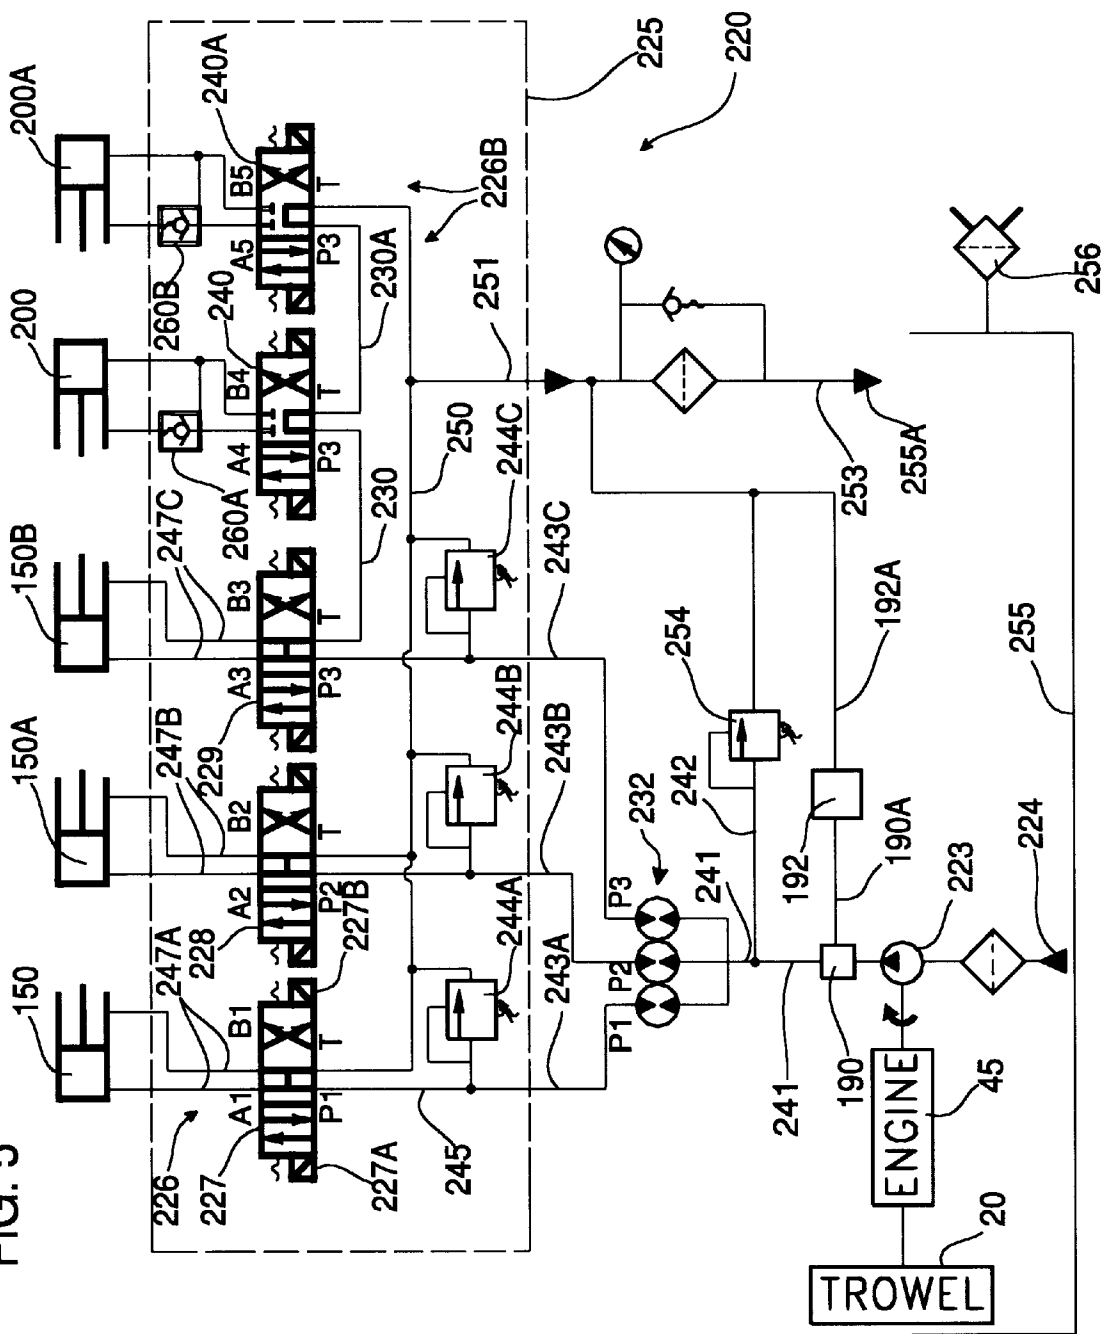 FIG. 5
150
150A
150B
200
200A
247A
247B
247C
260A
260B
226
227
228
229
240
240A
A1
B1
A2
B2
A3
B3
A4
B4
A5
B5
P1
T
P2
T
P3
T
P3
T
P3
T
227A
227B
230
230A
245
244A
244B
244C
250
251
226B
225
220
243A
243B
243C
P1
P2
P3
232
241
242
254
241
190
190A
192
192A
253
255A
223
224
255
256
ENGINE
45
TROWEL
20